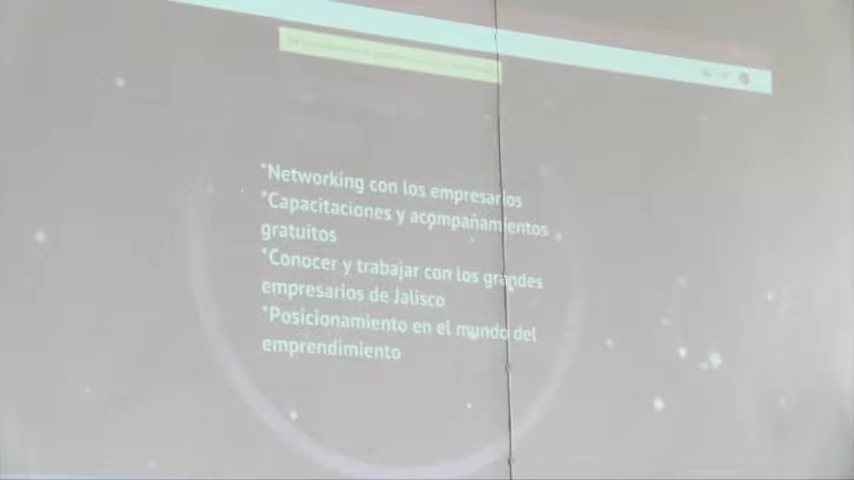 *Networking con los empresarios
*Capacitaciones y acompañamientos
gratuitos
*Conocer y trabajar con los grandes
empresarios de Jalisco
*Posicionamiento en el mundo del
emprendimiento